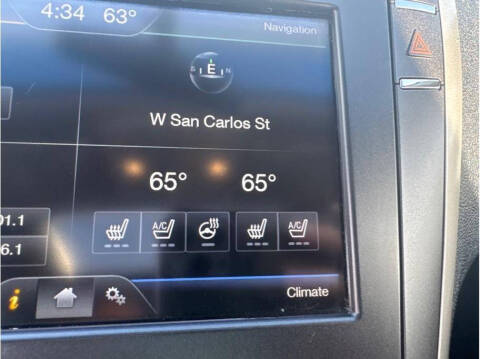 4:34 63°
Navigation
S E N
W San Carlos St
65° 65°
A/C A/C
01.1
6.1
i
Climate